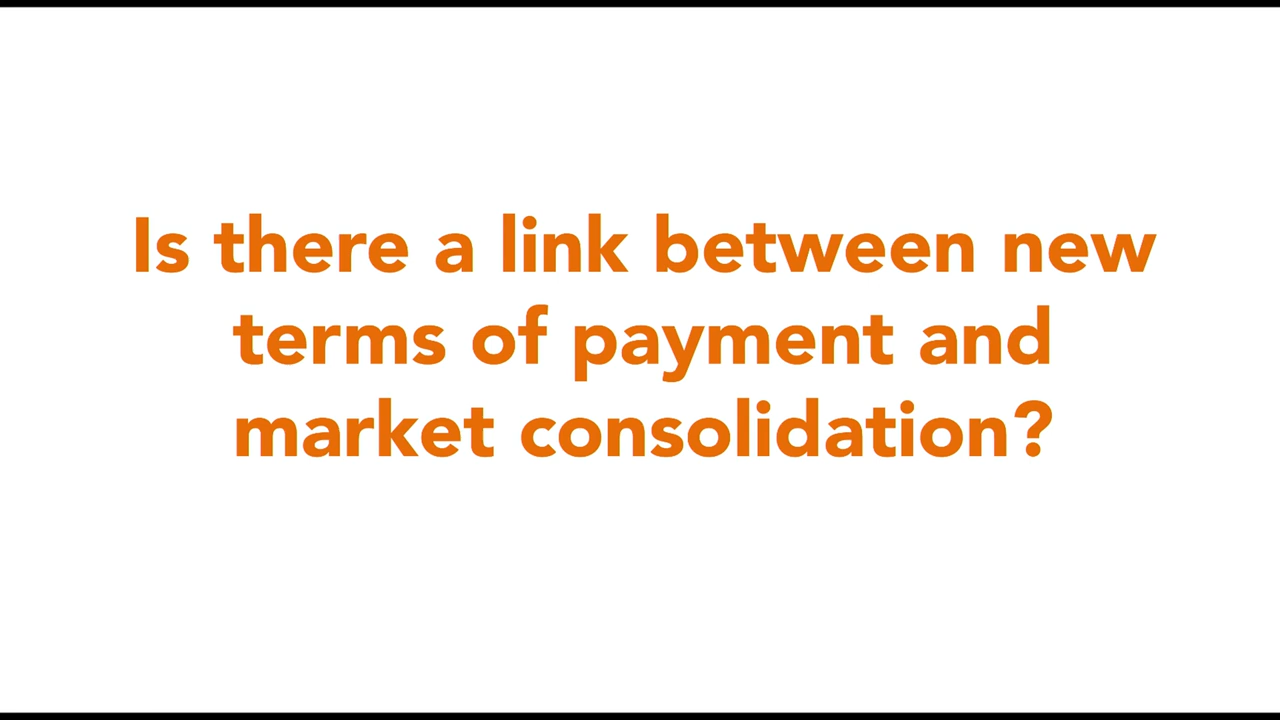 Is there a link between new
terms of payment and
market consolidation?